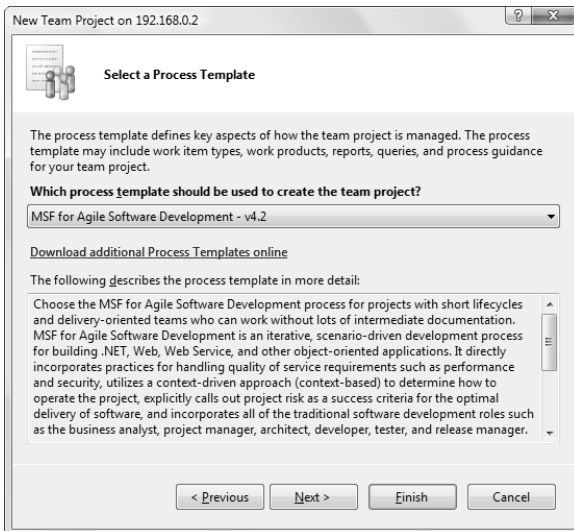 New Team Project on 192.168.0.2
Select a Process Template
The process template defines key aspects of how the team project is managed. The process
template may include work item types, work products, reports, queries, and process guidance
for your team project.
Which process template should be used to create the team project?
MSF for Agile Software Development - v4.2
Download additional Process Templates online
The following describes the process template in more detail:
Choose the MSF for Agile Software Development process for projects with short lifecycles
and delivery-oriented teams who can work without lots of intermediate documentation.
MSF for Agile Software Development is an iterative, scenario-driven development process
for building .NET, Web, Web Service, and other object-oriented applications. It directly
incorporates practices for handling quality of service requirements such as performance
and security, utilizes a context-driven approach (context-based) to determine how to
operate the project, explicitly calls out project risk as a success criteria for the optimal
delivery of software, and incorporates all of the traditional software development roles such
as the business analyst, project manager, architect, developer, tester, and release manager.
< Previous
Next >
Finish
Cancel